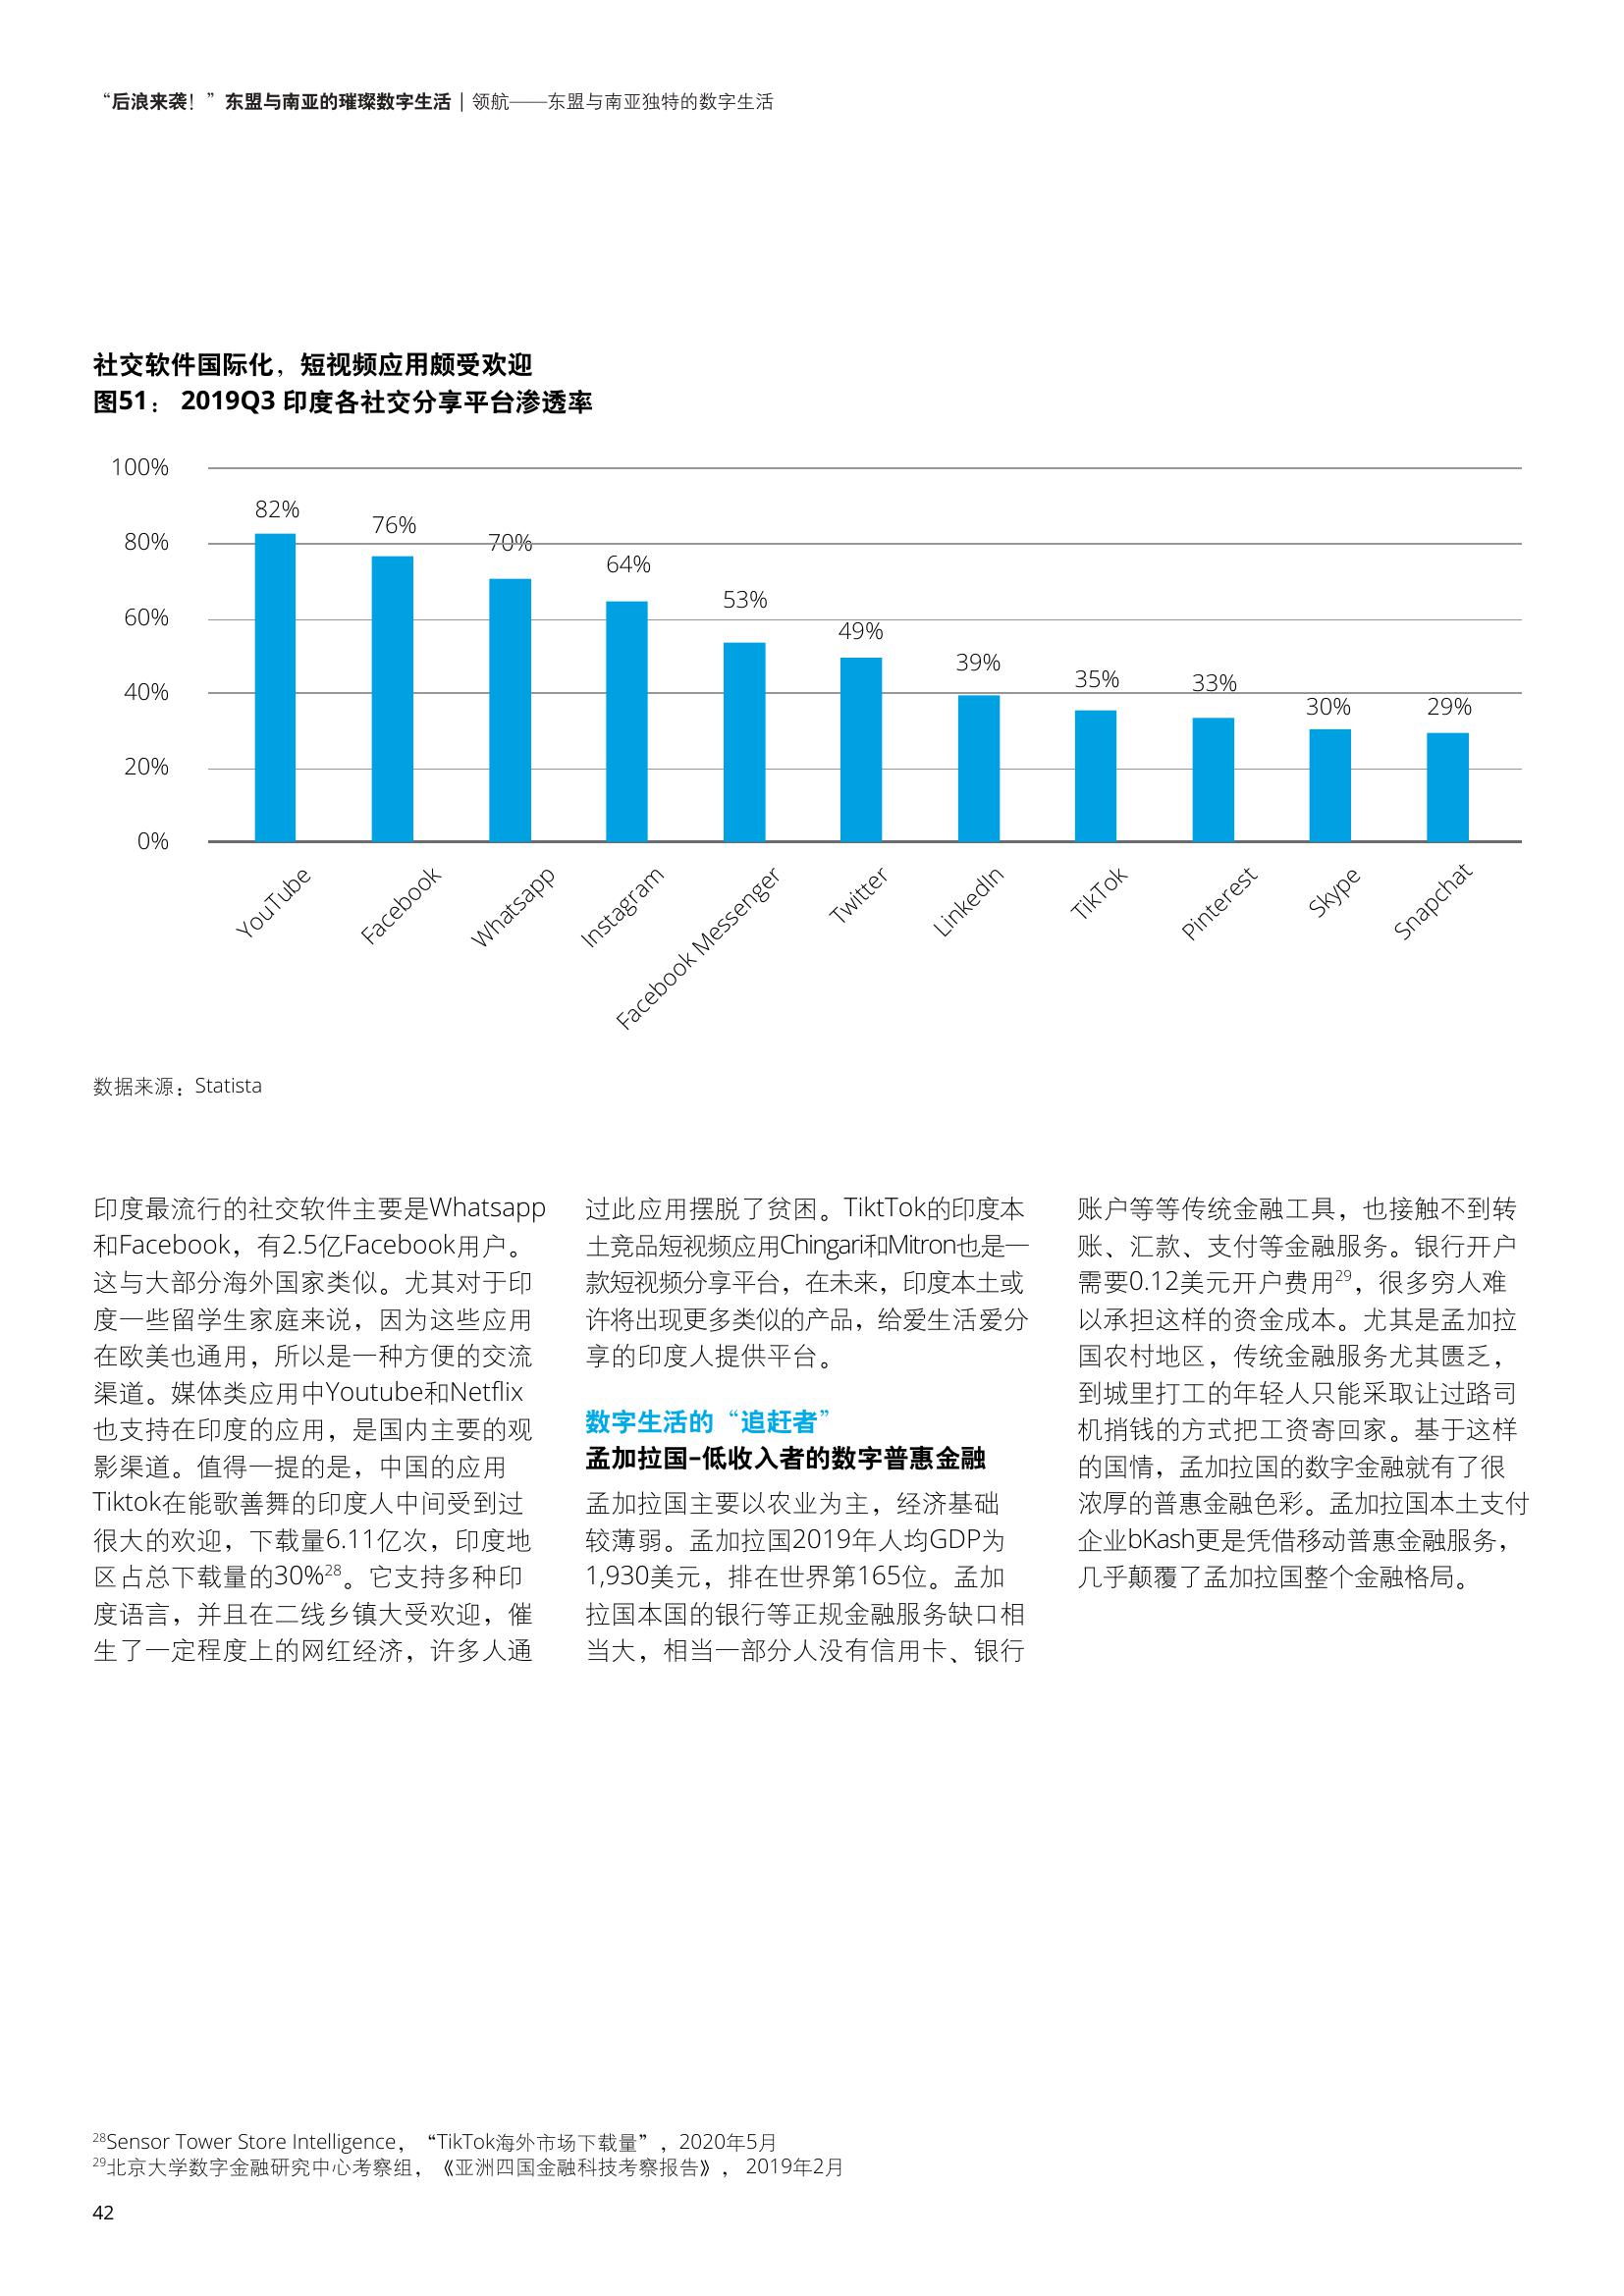 “后浪来袭！”东盟与南亚的璀璨数字生活 | 领航——东盟与南亚独特的数字生活
社交软件国际化，短视频应用颇受欢迎
图51： 2019Q3 印度各社交分享平台渗透率
100%
80%
60%
40%
20%
0%
82%
76%
70%
64%
53%
49%
39%
35%
33%
30%
29%
YouTube
Facebook
Whatsapp
Instagram
Facebook Messenger
Twitter
LinkedIn
TikTok
Pinterest
Skype
Snapchat
数据来源：Statista
印度最流行的社交软件主要是Whatsapp
和Facebook，有2.5亿Facebook用户。
这与大部分海外国家类似。尤其对于印
度一些留学生家庭来说，因为这些应用
在欧美也通用，所以是一种方便的交流
渠道。媒体类应用中Youtube和Netflix
也支持在印度的应用，是国内主要的观
影渠道。值得一提的是，中国的应用
Tiktok在能歌善舞的印度人中间受到过
很大的欢迎，下载量6.11亿次，印度地
区占总下载量的30%28。它支持多种印
度语言，并且在二线乡镇大受欢迎，催
生了一定程度上的网红经济，许多人通
过此应用摆脱了贫困。TiktTok的印度本
土竞品短视频应用Chingari和Mitron也是一
款短视频分享平台，在未来，印度本土或
许将出现更多类似的产品，给爱生活爱分
享的印度人提供平台。
数字生活的“追赶者”
孟加拉国–低收入者的数字普惠金融
孟加拉国主要以农业为主，经济基础
较薄弱。孟加拉国2019年人均GDP为
1,930美元，排在世界第165位。孟加
拉国本国的银行等正规金融服务缺口相
当大，相当一部分人没有信用卡、银行
账户等等传统金融工具，也接触不到转
账、汇款、支付等金融服务。银行开户
需要0.12美元开户费用29，很多穷人难
以承担这样的资金成本。尤其是孟加拉
国农村地区，传统金融服务尤其匮乏，
到城里打工的年轻人只能采取让过路司
机捎钱的方式把工资寄回家。基于这样
的国情，孟加拉国的数字金融就有了很
浓厚的普惠金融色彩。孟加拉国本土支付
企业bKash更是凭借移动普惠金融服务，
几乎颠覆了孟加拉国整个金融格局。
28Sensor Tower Store Intelligence，“TikTok海外市场下载量”，2020年5月
29北京大学数字金融研究中心考察组，《亚洲四国金融科技考察报告》， 2019年2月
42